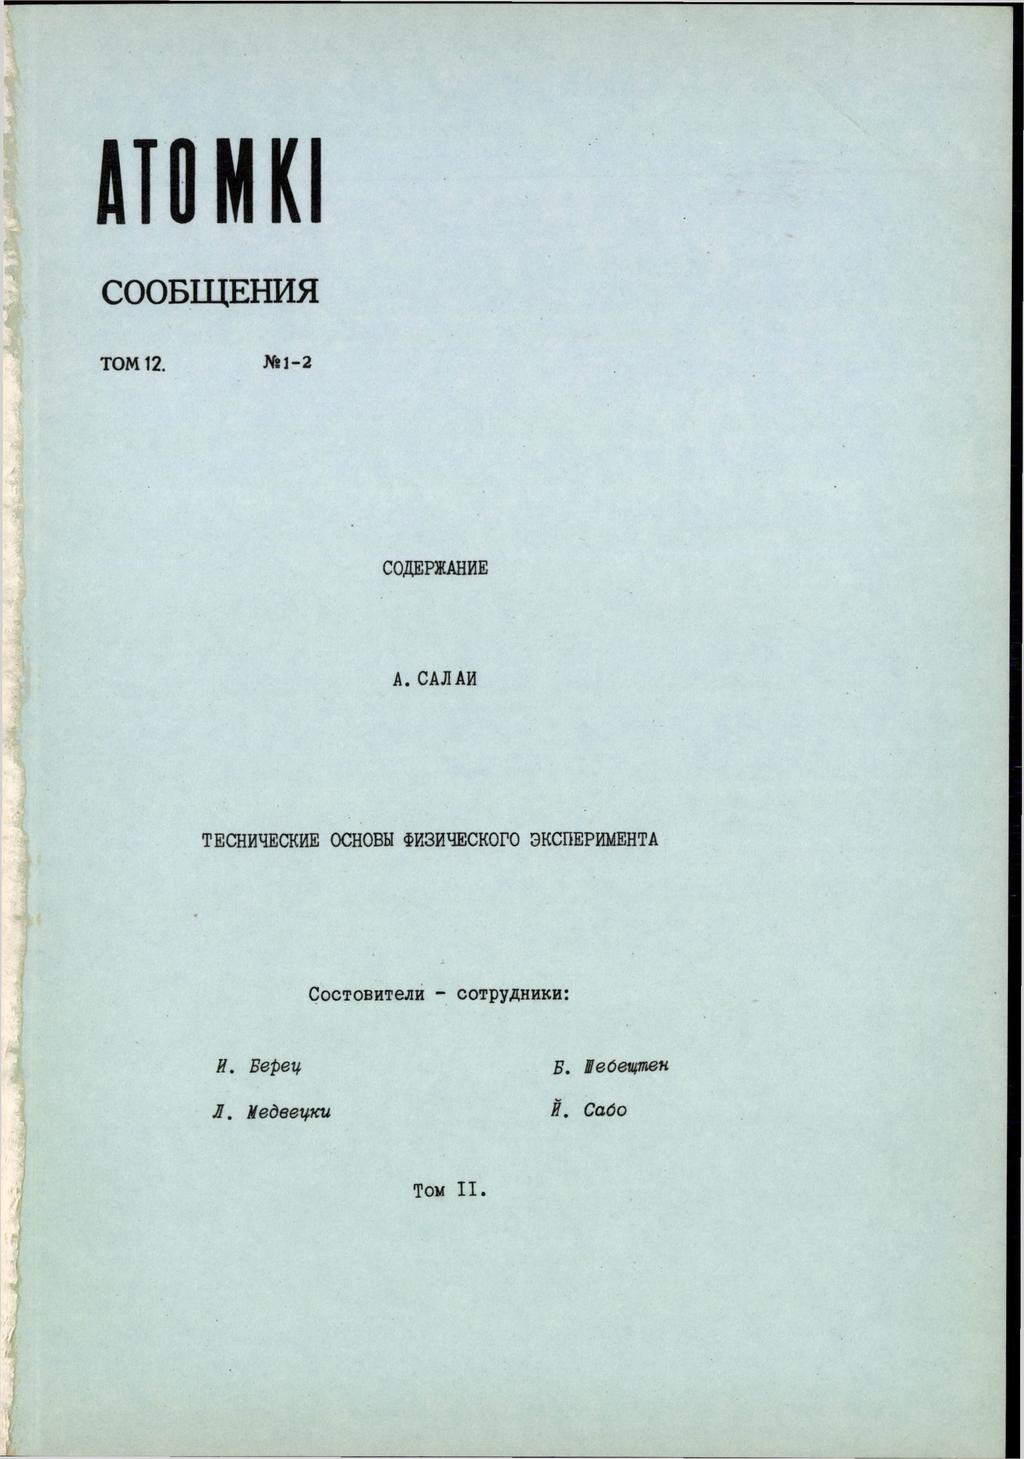 ATOMKI
СООБЩЕНИЯ
ТОМ 12. №1-2
СОДЕРЖАНИЕ
А. САЛАИ
ТЕСНИЧЕСКИЕ ОСНОВЫ ФИЗИЧЕСКОГО ЭКСПЕРИМЕНТА
Состовители - сотрудники:
И. Берец Б. Шебештен
Л. Медвецки Й. Сабо
Том II.